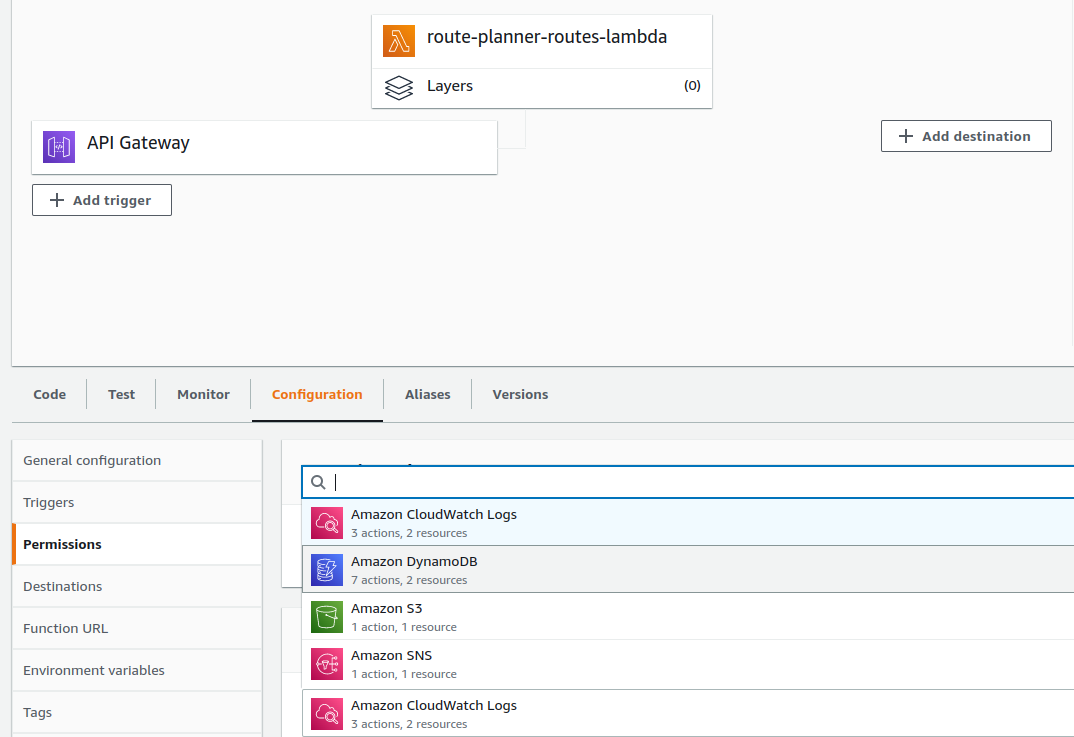 route-planner-routes-lambda
Layers (0)
API Gateway
Add destination
Add trigger
Code Test Monitor Configuration Aliases Versions
General configuration
Triggers
Permissions
Destinations
Function URL
Environment variables
Tags
Amazon CloudWatch Logs
3 actions, 2 resources
Amazon DynamoDB
7 actions, 2 resources
Amazon S3
1 action, 1 resource
Amazon SNS
1 action, 1 resource
Amazon CloudWatch Logs
3 actions, 2 resources